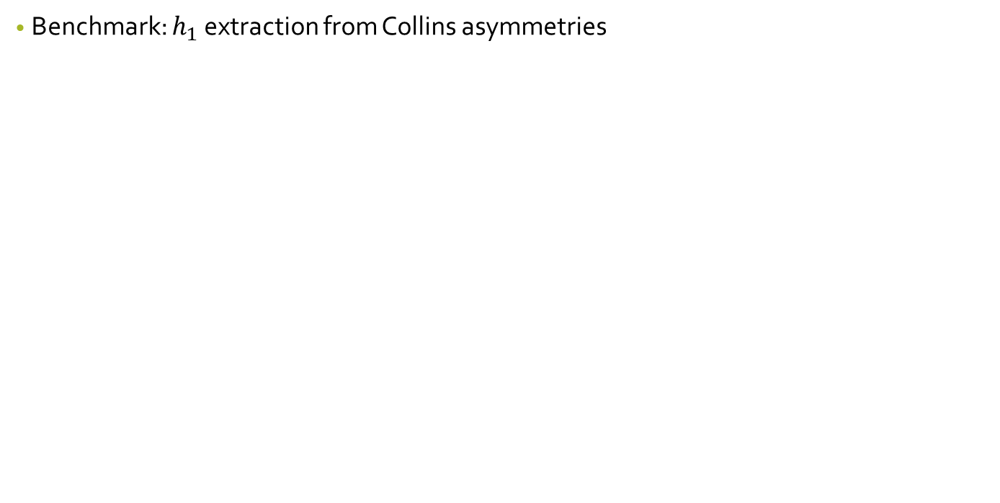 • Benchmark: h₁ extraction from Collins asymmetries